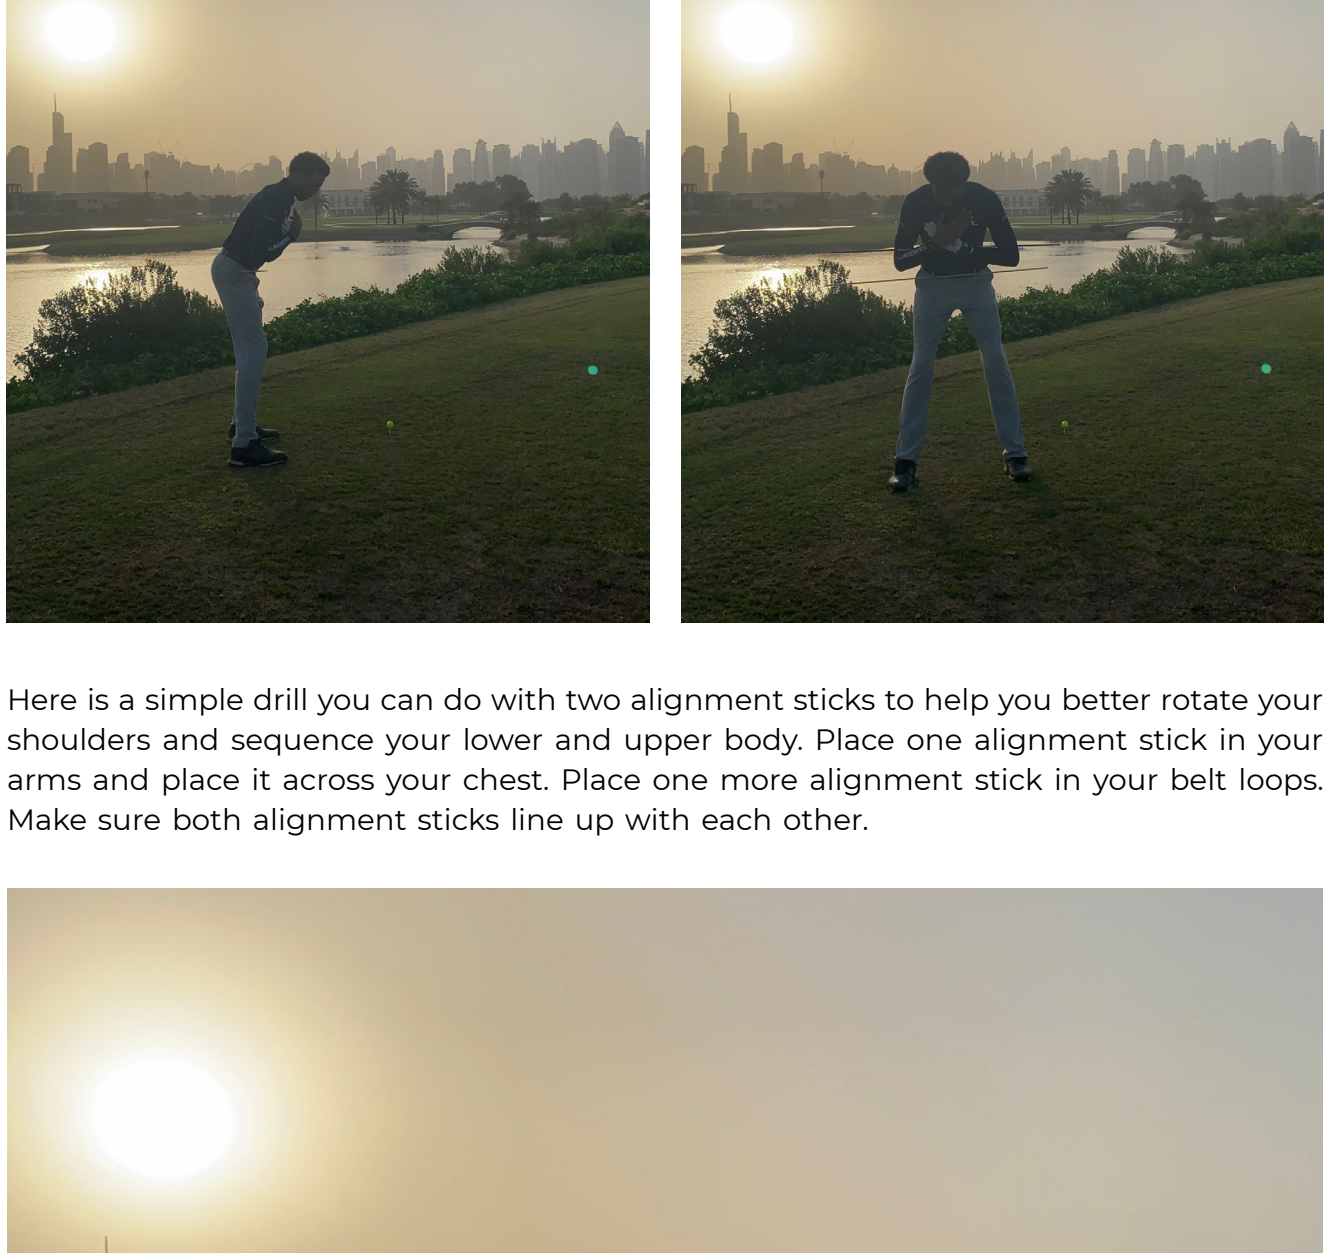 Here is a simple drill you can do with two alignment sticks to help you better rotate your
shoulders and sequence your lower and upper body. Place one alignment stick in your
arms and place it across your chest. Place one more alignment stick in your belt loops.
Make sure both alignment sticks line up with each other.